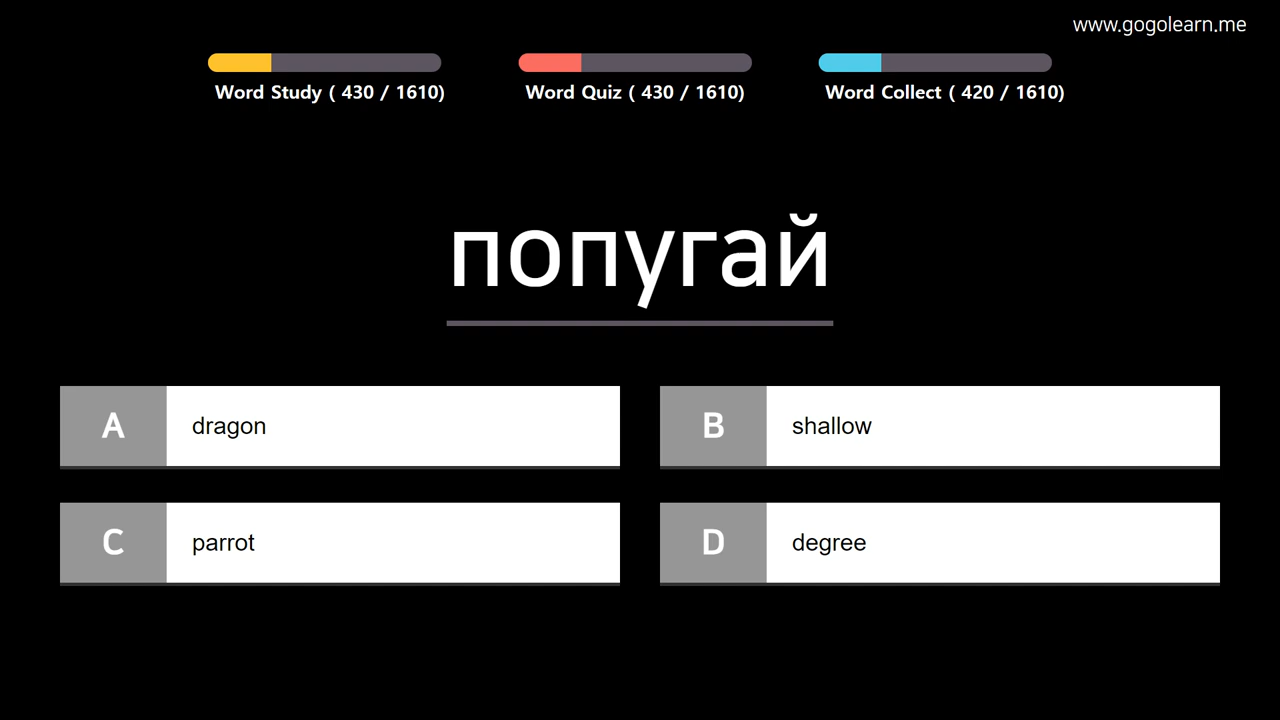 www.gogolearn.me
Word Study ( 430 / 1610)
Word Quiz ( 430 / 1610)
Word Collect ( 420 / 1610)
попугай
A dragon
B shallow
C parrot
D degree